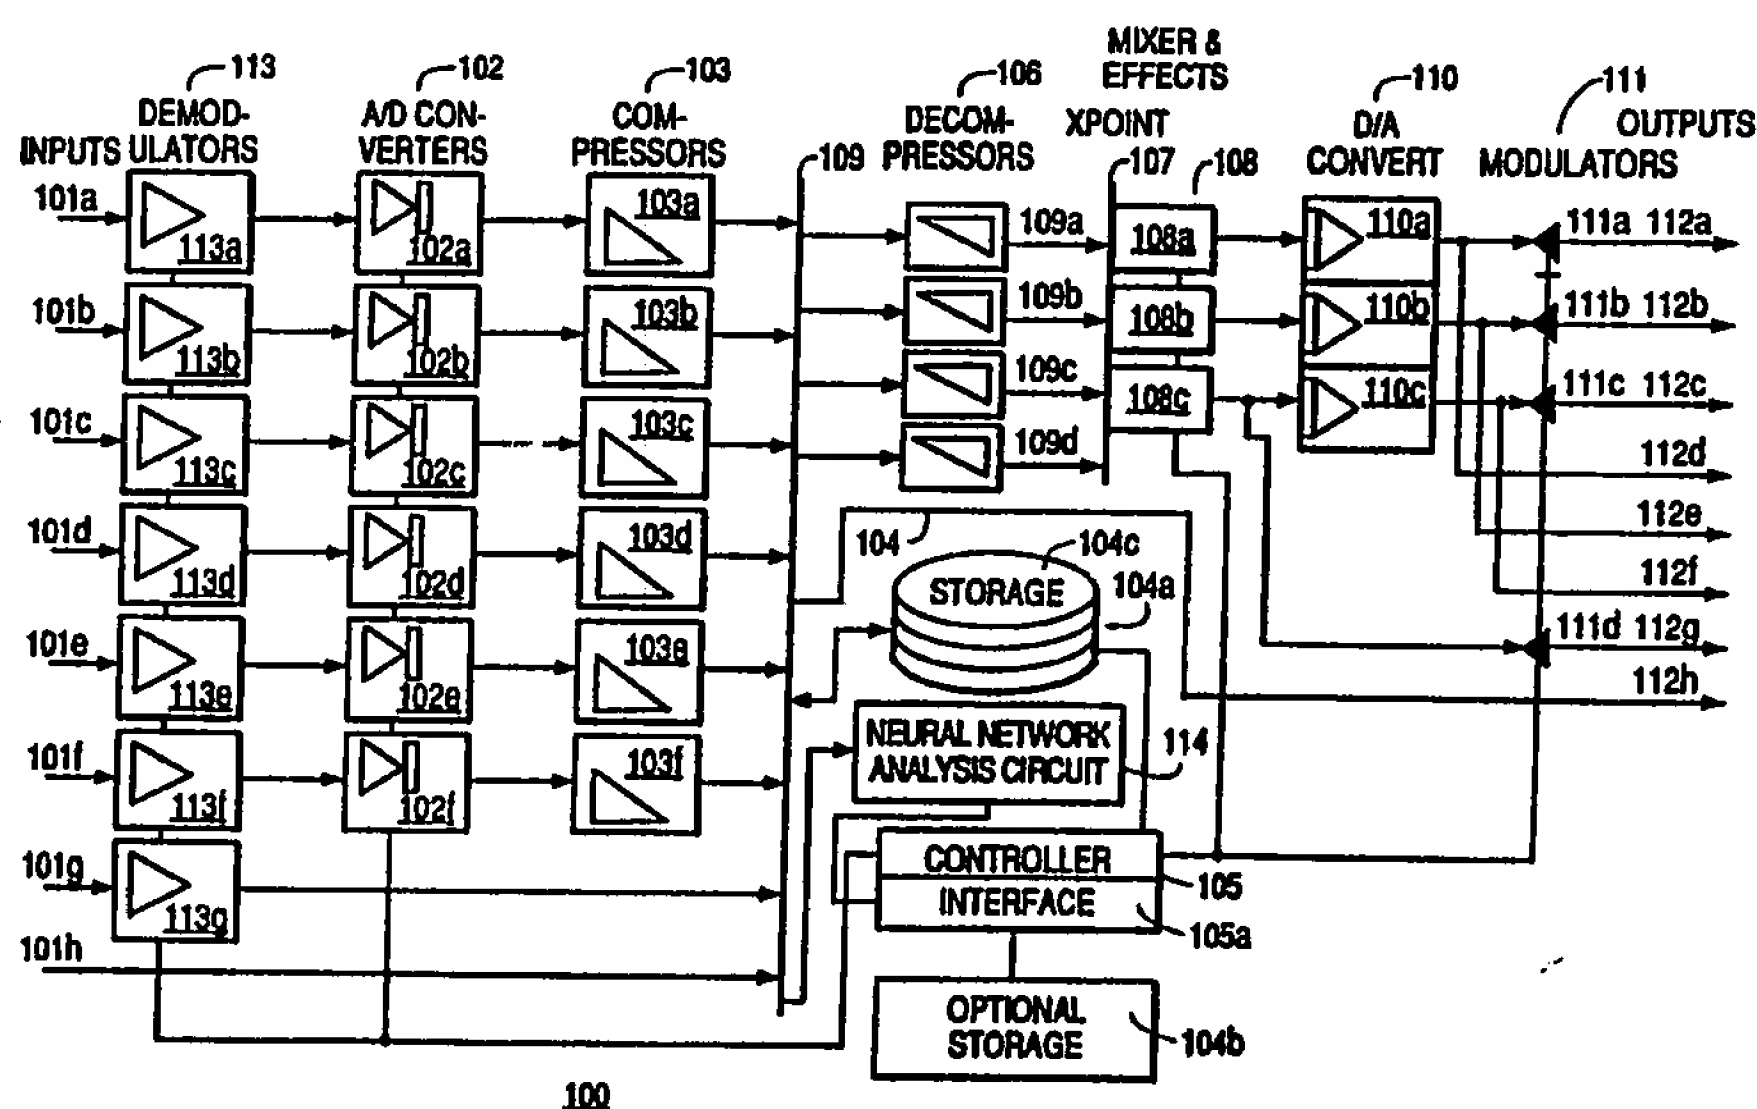 MIXER &
EFFECTS
113
102
103
106
110
111
DEMOD-
ULATORS
A/D CON-
VERTERS
COM-
PRESSORS
DECOM-
PRESSORS
XPOINT
D/A
CONVERT
MODULATORS
OUTPUTS
INPUTS
109
107
108
101a
113a
102a
103a
109a
108a
110a
111a 112a
101b
113b
102b
103b
109b
108b
110b
111b 112b
101c
113c
102c
103c
109c
108c
110c
111c 112c
109d
112d
101d
113d
102d
103d
104
104c
STORAGE
104a
112e
112f
101e
113e
102e
103e
111d 112g
112h
101f
113f
102f
103f
NEURAL NETWORK
ANALYSIS CIRCUIT
114
101g
113g
CONTROLLER
105
INTERFACE
105a
101h
OPTIONAL
STORAGE
104b
100